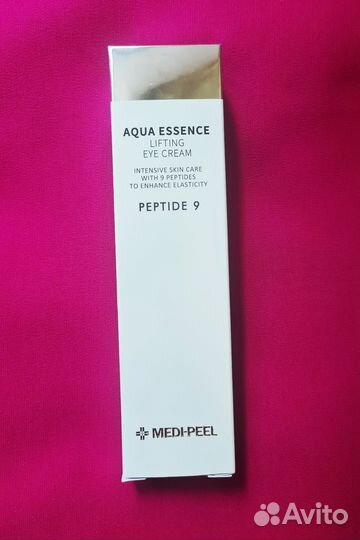 AQUA ESSENCE
LIFTING
EYE CREAM
INTENSIVE SKIN CARE
WITH 9 PEPTIDES
TO ENHANCE ELASTICITY
PEPTIDE 9
MEDI-PEEL
Avito